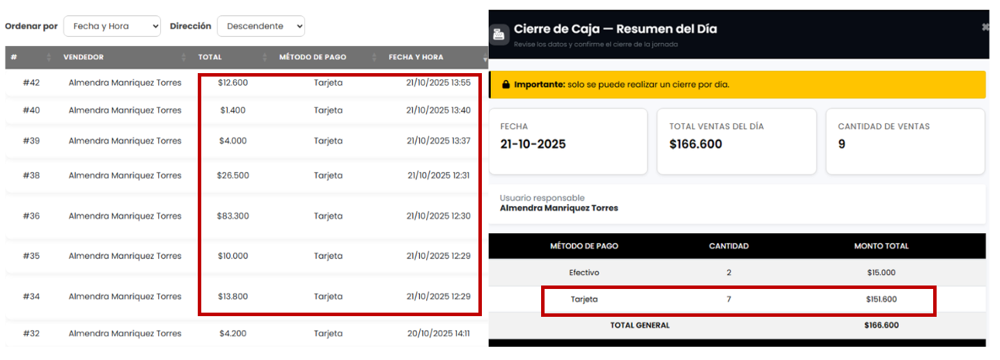 Ordenar por Fecha y Hora Dirección Descendente
# VENDEDOR TOTAL MÉTODO DE PAGO FECHA Y HORA
#42 Almendra Manriquez Torres $12.600 Tarjeta 21/10/2025 13:55
#40 Almendra Manriquez Torres $1.400 Tarjeta 21/10/2025 13:40
#39 Almendra Manriquez Torres $4.000 Tarjeta 21/10/2025 13:37
#38 Almendra Manriquez Torres $26.500 Tarjeta 21/10/2025 12:31
#36 Almendra Manriquez Torres $83.300 Tarjeta 21/10/2025 12:30
#35 Almendra Manriquez Torres $10.000 Tarjeta 21/10/2025 12:29
#34 Almendra Manriquez Torres $13.800 Tarjeta 21/10/2025 12:29
#32 Almendra Manriquez Torres $4.200 Tarjeta 20/10/2025 14:11
Cierre de Caja — Resumen del Día
Revise los datos y confirme el cierre de la jornada
Importante: solo se puede realizar un cierre por día.
FECHA
21-10-2025
TOTAL VENTAS DEL DÍA
$166.600
CANTIDAD DE VENTAS
9
Usuario responsable
Almendra Manriquez Torres
MÉTODO DE PAGO CANTIDAD MONTO TOTAL
Efectivo 2 $15.000
Tarjeta 7 $151.600
TOTAL GENERAL $166.600